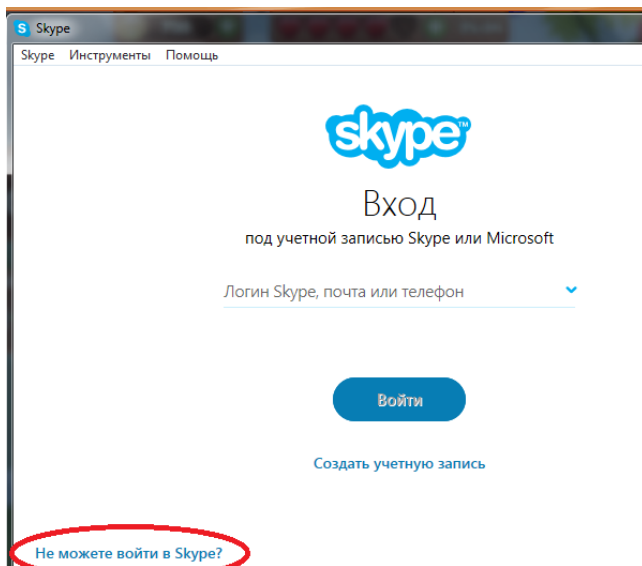 Skype
Skype Инструменты Помощь
skype™
Вход
под учетной записью Skype или Microsoft
Логин Skype, почта или телефон
Войти
Создать учетную запись
Не можете войти в Skype?